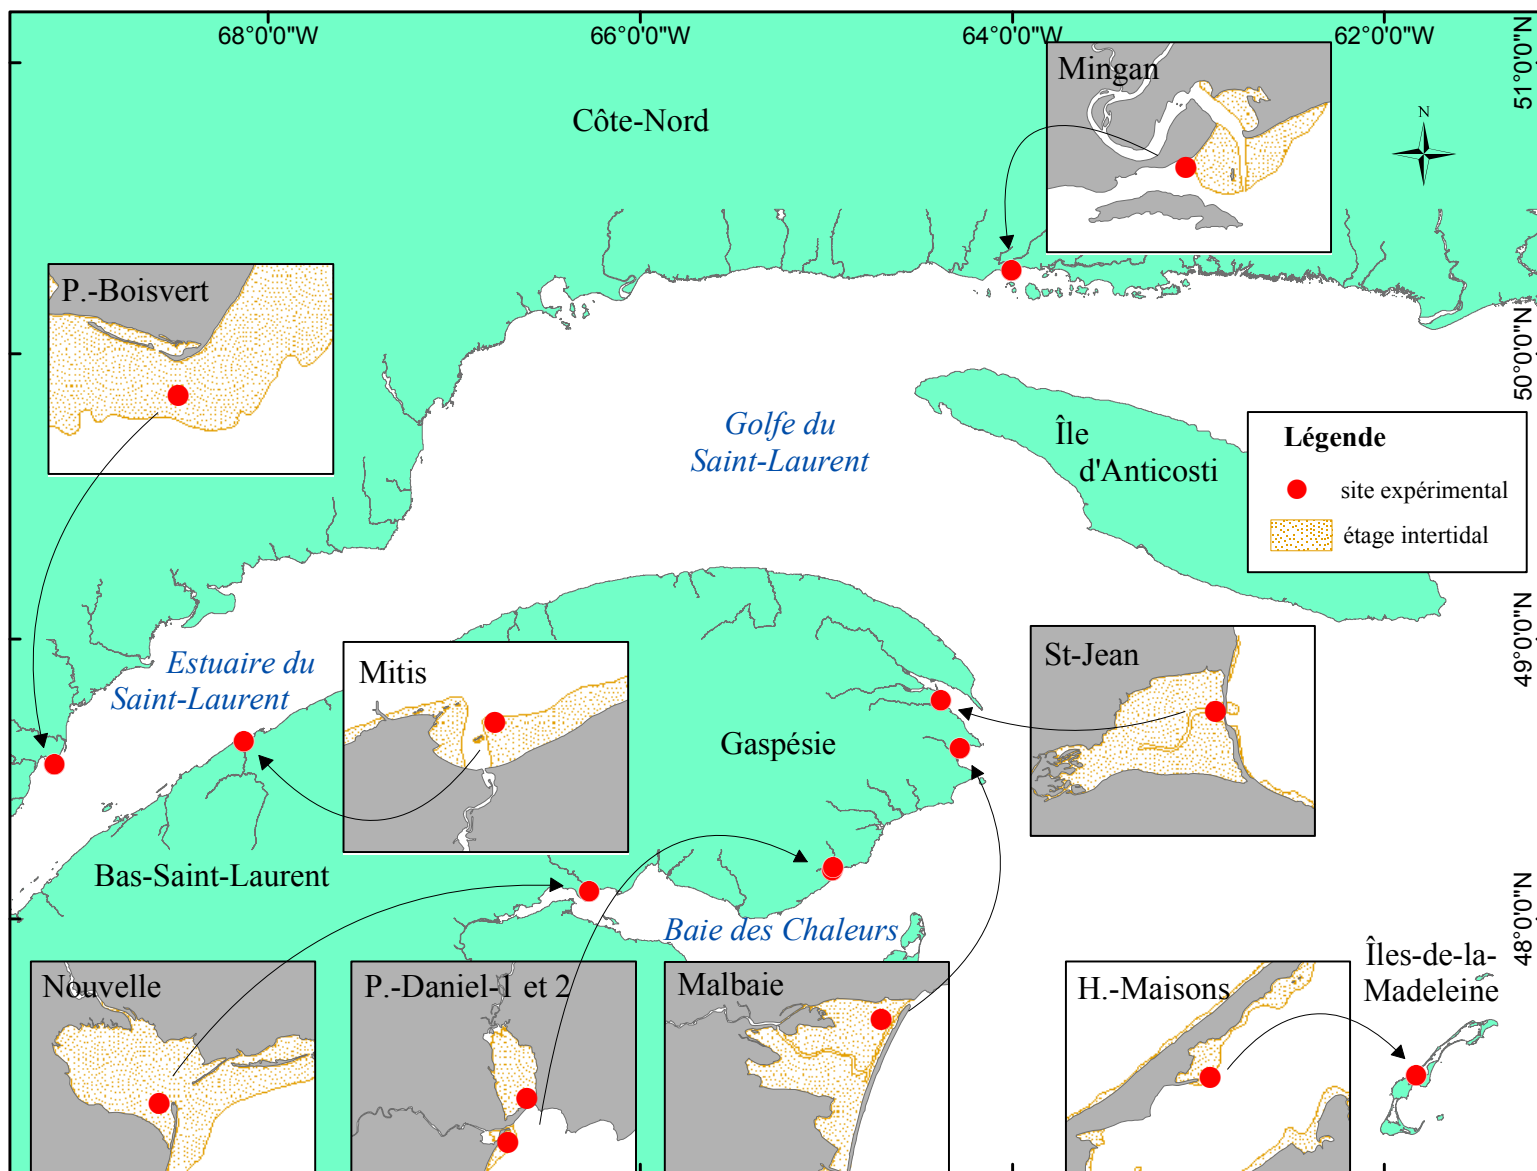 68°0'0"W
66°0'0"W
64°0'0"W
62°0'0"W
51°0'0"N
Mingan
N
Côte-Nord
P.-Boisvert
50°0'0"N
Golfe du
Saint-Laurent
Île
d'Anticosti
Légende
site expérimental
étage intertidal
49°0'0"N
Estuaire du
Saint-Laurent
Mitis
St-Jean
Gaspésie
Bas-Saint-Laurent
48°0'0"N
Baie des Chaleurs
Îles-de-la-
Madeleine
Nouvelle
P.-Daniel-1 et 2
Malbaie
H.-Maisons